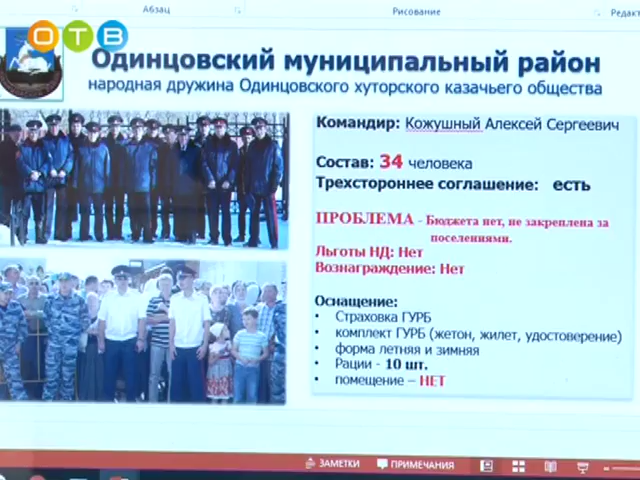 Абзац
Рисование
Редакт
ОТВ
Одинцовский муниципальный район
народная дружина Одинцовского хуторского казачьего общества
Командир: Кожушный Алексей Сергеевич
Состав: 34 человека
Трехстороннее соглашение: есть
ПРОБЛЕМА - Бюджета нет, не закреплена за
поселениями.
Льготы НД: Нет
Вознаграждение: Нет
Оснащение:
• Страховка ГУРБ
• комплект ГУРБ (жетон, жилет, удостоверение)
• форма летняя и зимняя
• Рации - 10 шт.
• помещение – НЕТ
ЗАМЕТКИ
ПРИМЕЧАНИЯ